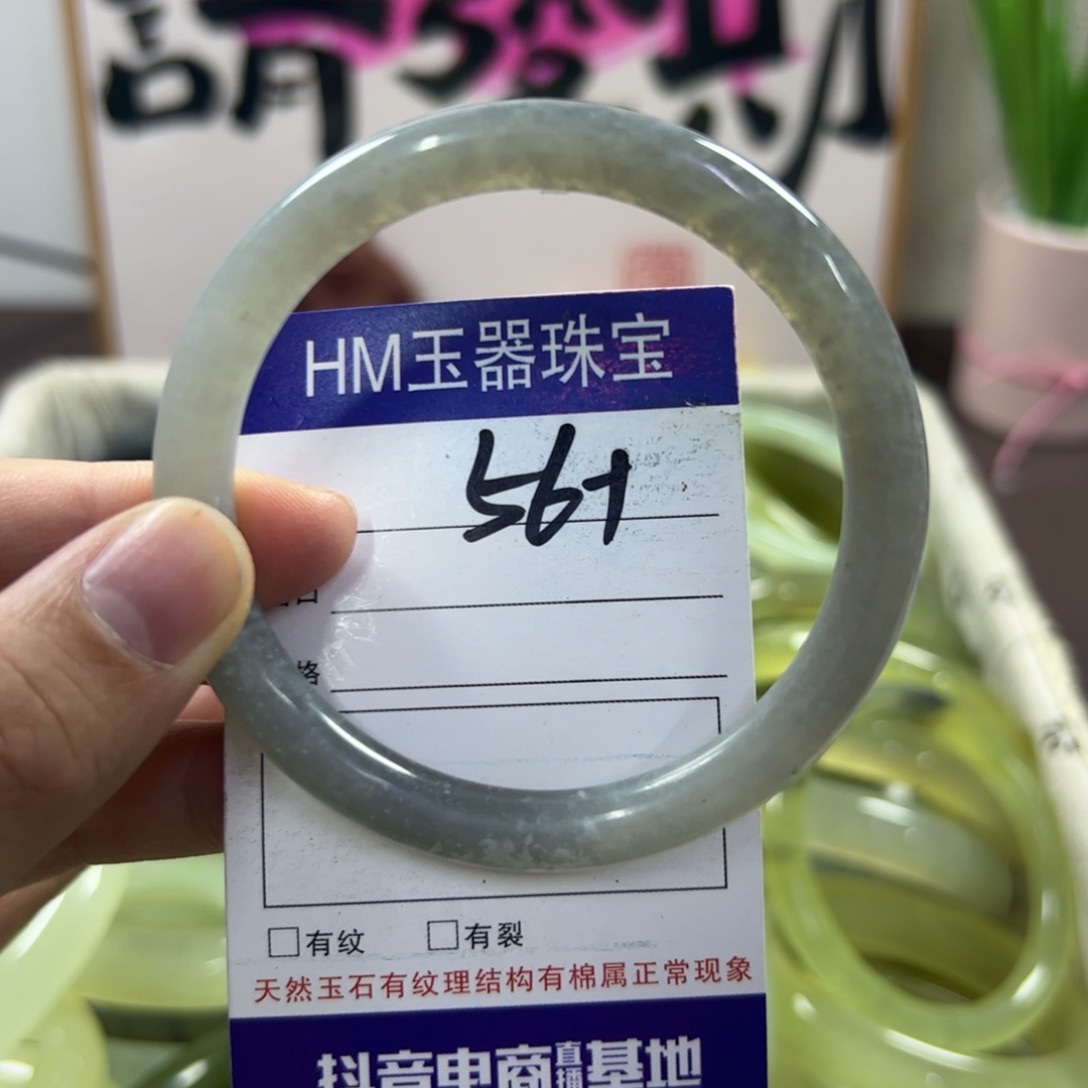 HM玉器珠宝
561
格
□有纹 □有裂
天然玉石有纹理结构有棉属正常现象
抖音电商直播基地